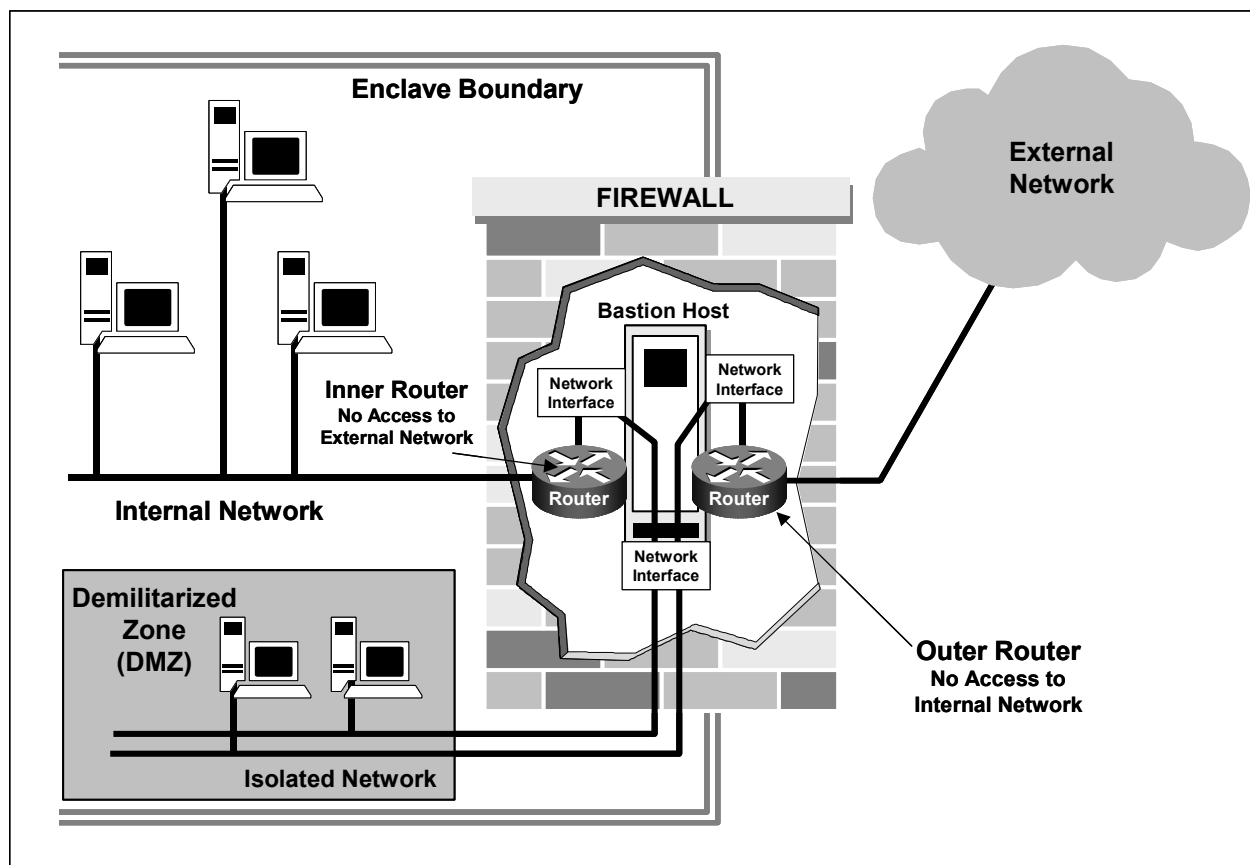 Enclave Boundary
External
Network
FIREWALL
Bastion Host
Network
Interface
Network
Interface
Inner Router
No Access to
External Network
Router
Router
Internal Network
Network
Interface
Demilitarized
Zone
(DMZ)
Outer Router
No Access to
Internal Network
Isolated Network